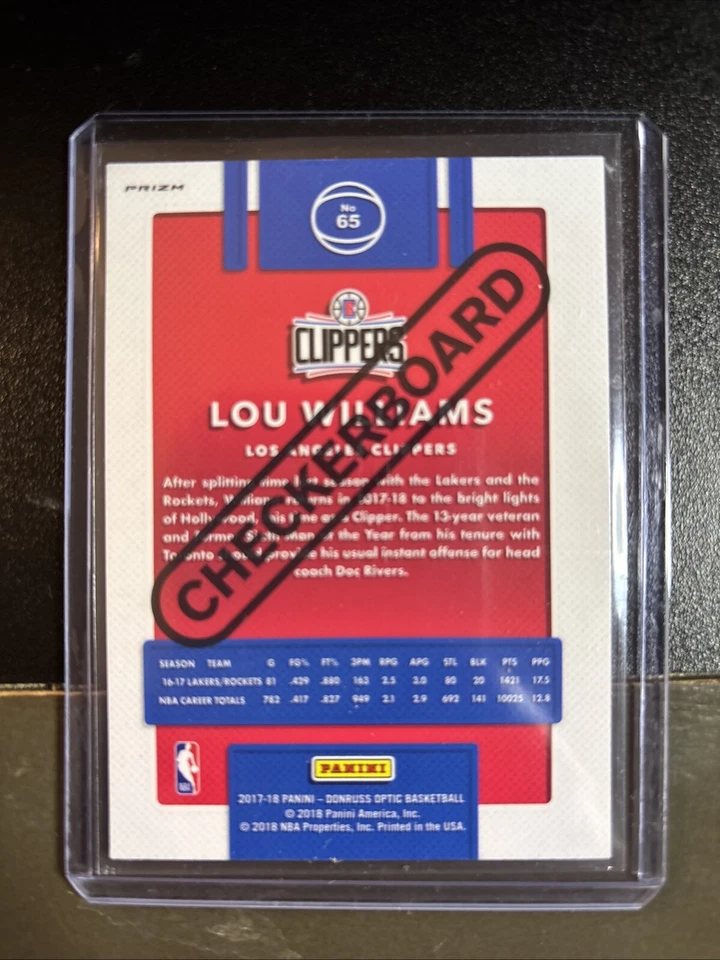 PRIZM
No
65
CLIPPERS
LOU WILLIAMS
LOS ANGELES CLIPPERS
CHECKERBOARD
After splitting time last season with the Lakers and the
Rockets, Williams returns in 2017-18 to the bright lights
of Hollywood, this time as a Clipper. The 13-year veteran
and former Sixth Man of the Year from his tenure with
Toronto should provide his usual instant offense for head
coach Doc Rivers.
SEASON TEAM G FG% FT% 3PM RPG APG STL BLK PTS PPG
16-17 LAKERS/ROCKETS 81 .429 .880 163 2.5 3.0 80 20 1421 17.5
NBA CAREER TOTALS 782 .417 .827 949 2.1 2.9 692 141 10025 12.8
PANINI
2017-18 PANINI – DONRUSS OPTIC BASKETBALL
© 2018 Panini America, Inc.
© 2018 NBA Properties, Inc. Printed in the USA.